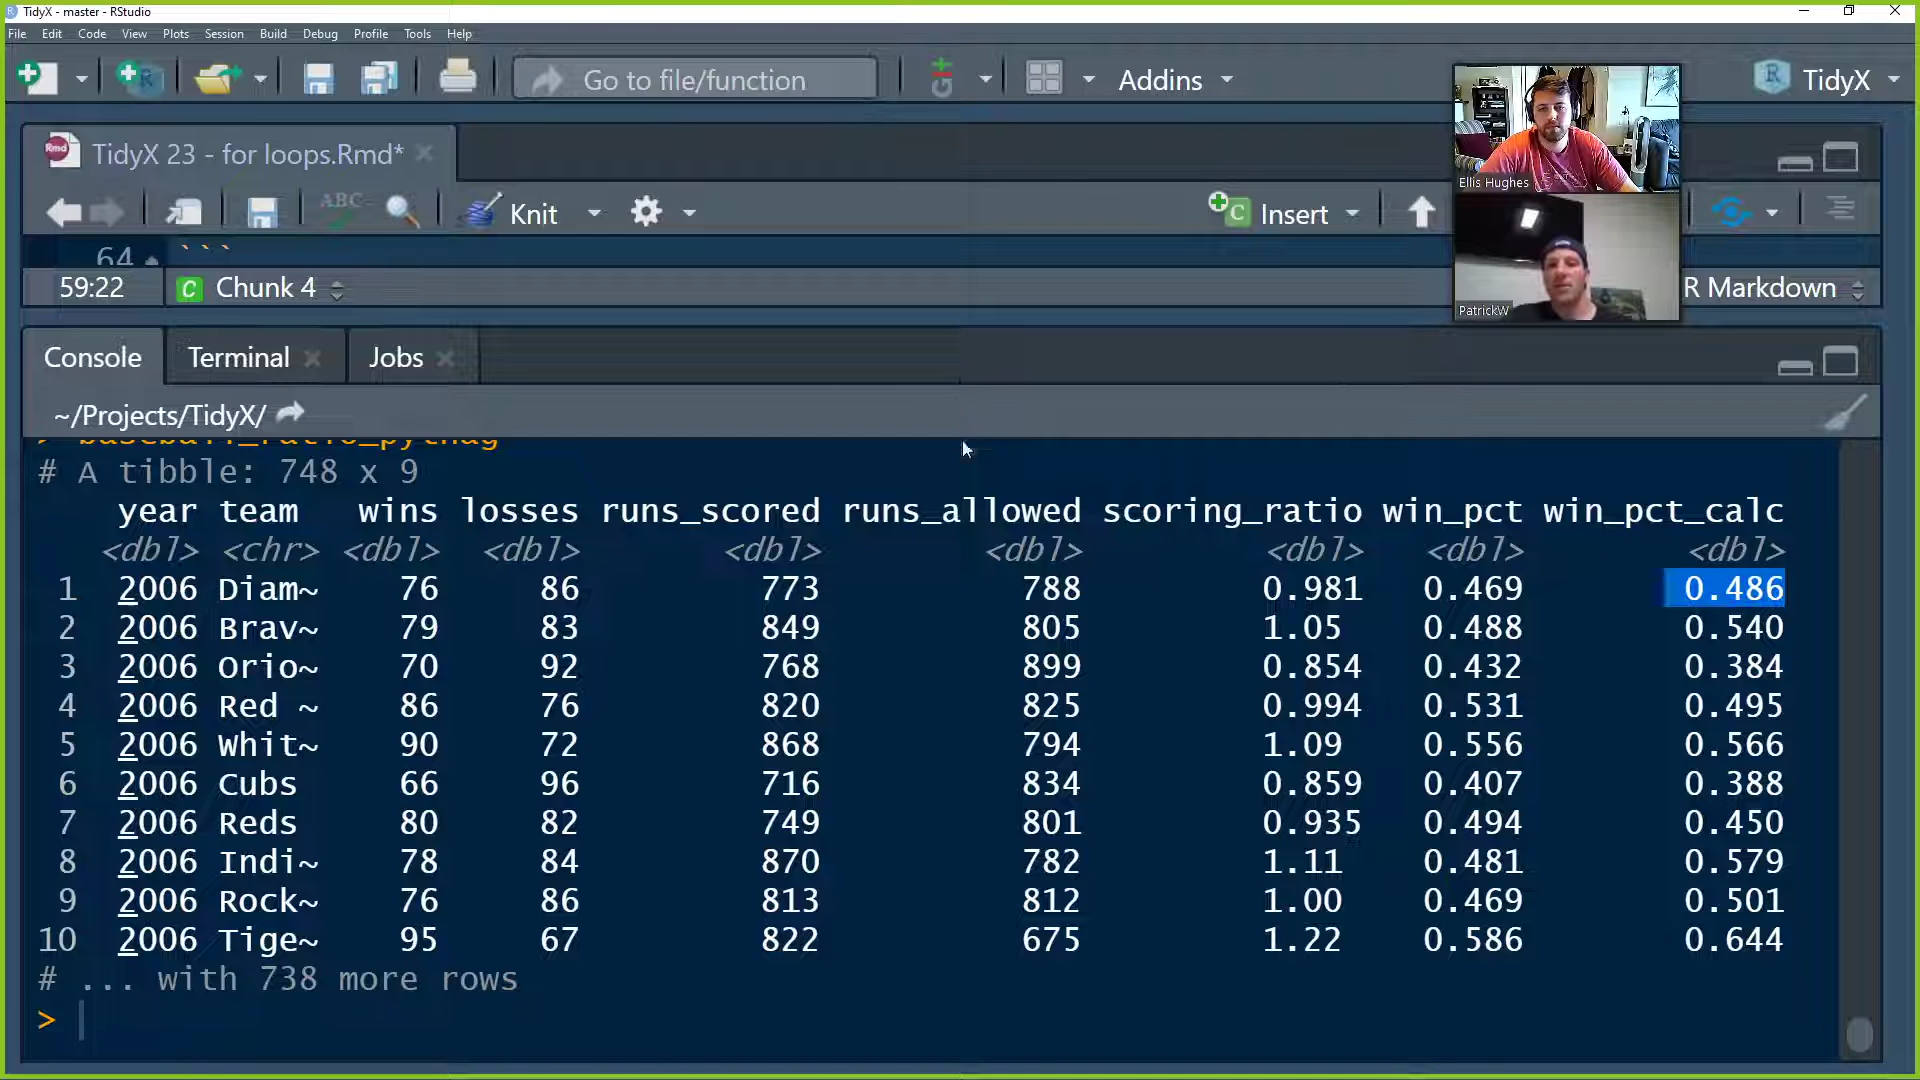 TidyX - master - RStudio
File Edit Code View Plots Session Build Debug Profile Tools Help
Go to file/function Addins TidyX
TidyX 23 - for loops.Rmd*
Ellis Hughes
ABC Knit Insert
64 ```
59:22 C Chunk 4 R Markdown
PatrickW
Console Terminal Jobs
~/Projects/TidyX/
> baseball_ratio_pythag
# A tibble: 748 x 9
year team wins losses runs_scored runs_allowed scoring_ratio win_pct win_pct_calc
<dbl> <chr> <dbl> <dbl> <dbl> <dbl> <dbl> <dbl> <dbl>
1 2006 Diam~ 76 86 773 788 0.981 0.469 0.486
2 2006 Brav~ 79 83 849 805 1.05 0.488 0.540
3 2006 Orio~ 70 92 768 899 0.854 0.432 0.384
4 2006 Red ~ 86 76 820 825 0.994 0.531 0.495
5 2006 Whit~ 90 72 868 794 1.09 0.556 0.566
6 2006 Cubs 66 96 716 834 0.859 0.407 0.388
7 2006 Reds 80 82 749 801 0.935 0.494 0.450
8 2006 Indi~ 78 84 870 782 1.11 0.481 0.579
9 2006 Rock~ 76 86 813 812 1.00 0.469 0.501
10 2006 Tige~ 95 67 822 675 1.22 0.586 0.644
# ... with 738 more rows
>